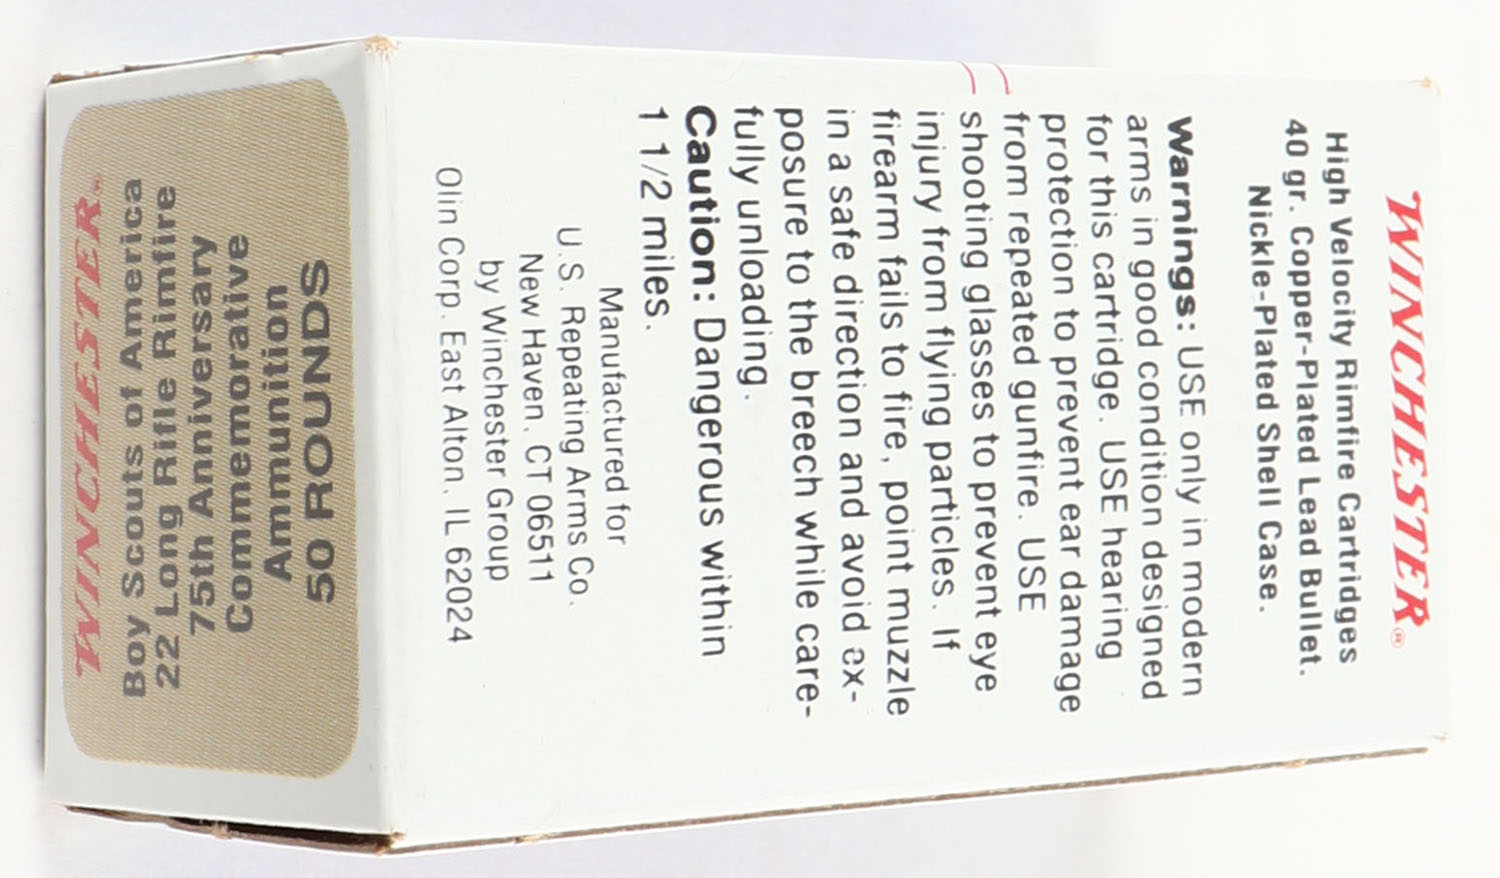 WINCHESTER®
High Velocity Rimfire Cartridges
40 gr. Copper-Plated Lead Bullet.
Nickle-Plated Shell Case.
Warnings: USE only in modern
arms in good condition designed
for this cartridge. USE hearing
protection to prevent ear damage
from repeated gunfire. USE
shooting glasses to prevent eye
injury from flying particles. If
firearm fails to fire, point muzzle
in a safe direction and avoid ex-
posure to the breech while care-
fully unloading.
Caution: Dangerous within
1 1/2 miles.
Manufactured for
U.S. Repeating Arms Co.
New Haven, CT 06511
by Winchester Group
Olin Corp. East Alton, IL 62024
WINCHESTER
Boy Scouts of America
22 Long Rifle Rimfire
75th Anniversary
Commemorative
Ammunition
50 ROUNDS